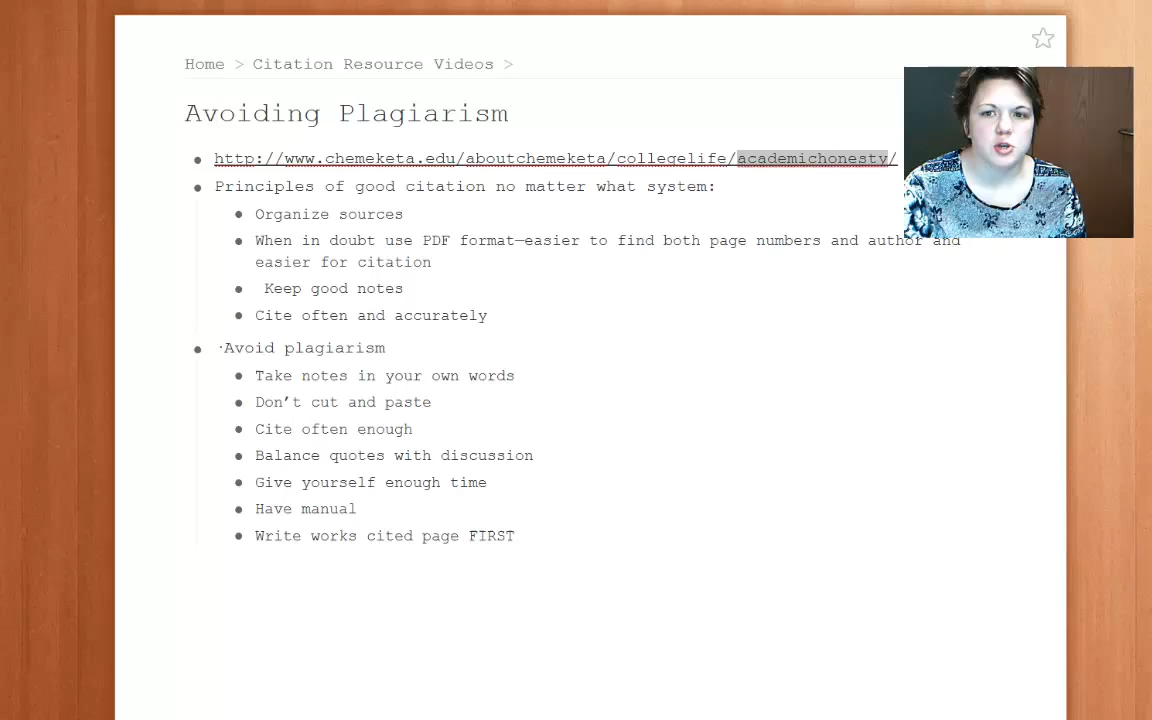 Home > Citation Resource Videos >
Avoiding Plagiarism
http://www.chemeketa.edu/aboutchemeketa/collegelife/academichonesty/
Principles of good citation no matter what system:
Organize sources
When in doubt use PDF format—easier to find both page numbers and author and
easier for citation
Keep good notes
Cite often and accurately
·Avoid plagiarism
Take notes in your own words
Don’t cut and paste
Cite often enough
Balance quotes with discussion
Give yourself enough time
Have manual
Write works cited page FIRST